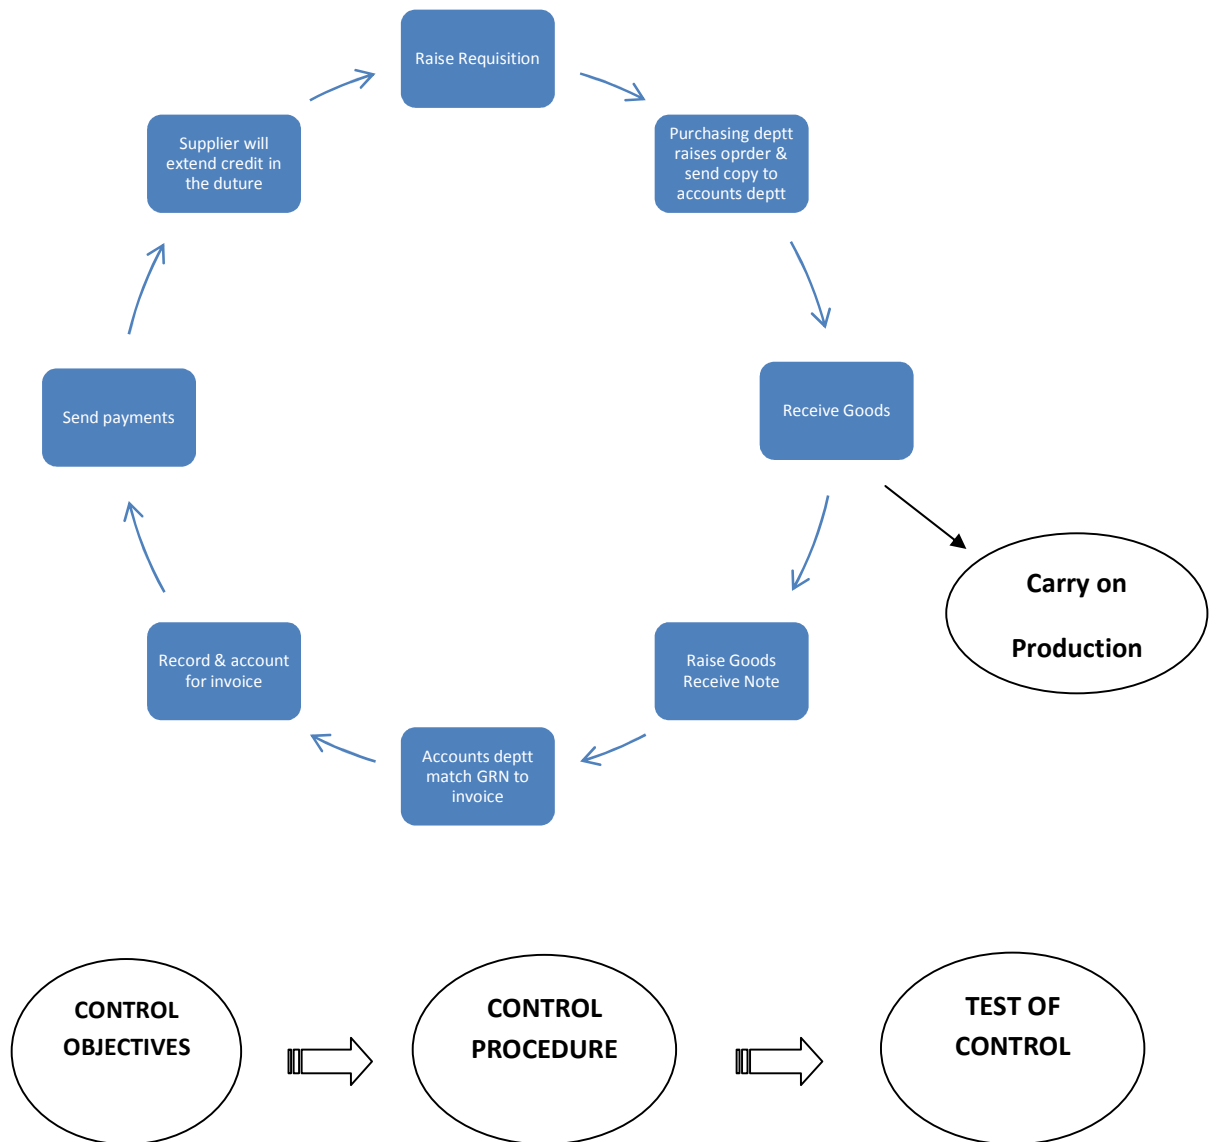 Raise Requisition
Purchasing deptt
raises oprder &
send copy to
accounts deptt
Receive Goods
Carry on
Production
Raise Goods
Receive Note
Accounts deptt
match GRN to
invoice
Record & account
for invoice
Send payments
Supplier will
extend credit in
the duture
CONTROL
OBJECTIVES
CONTROL
PROCEDURE
TEST OF
CONTROL